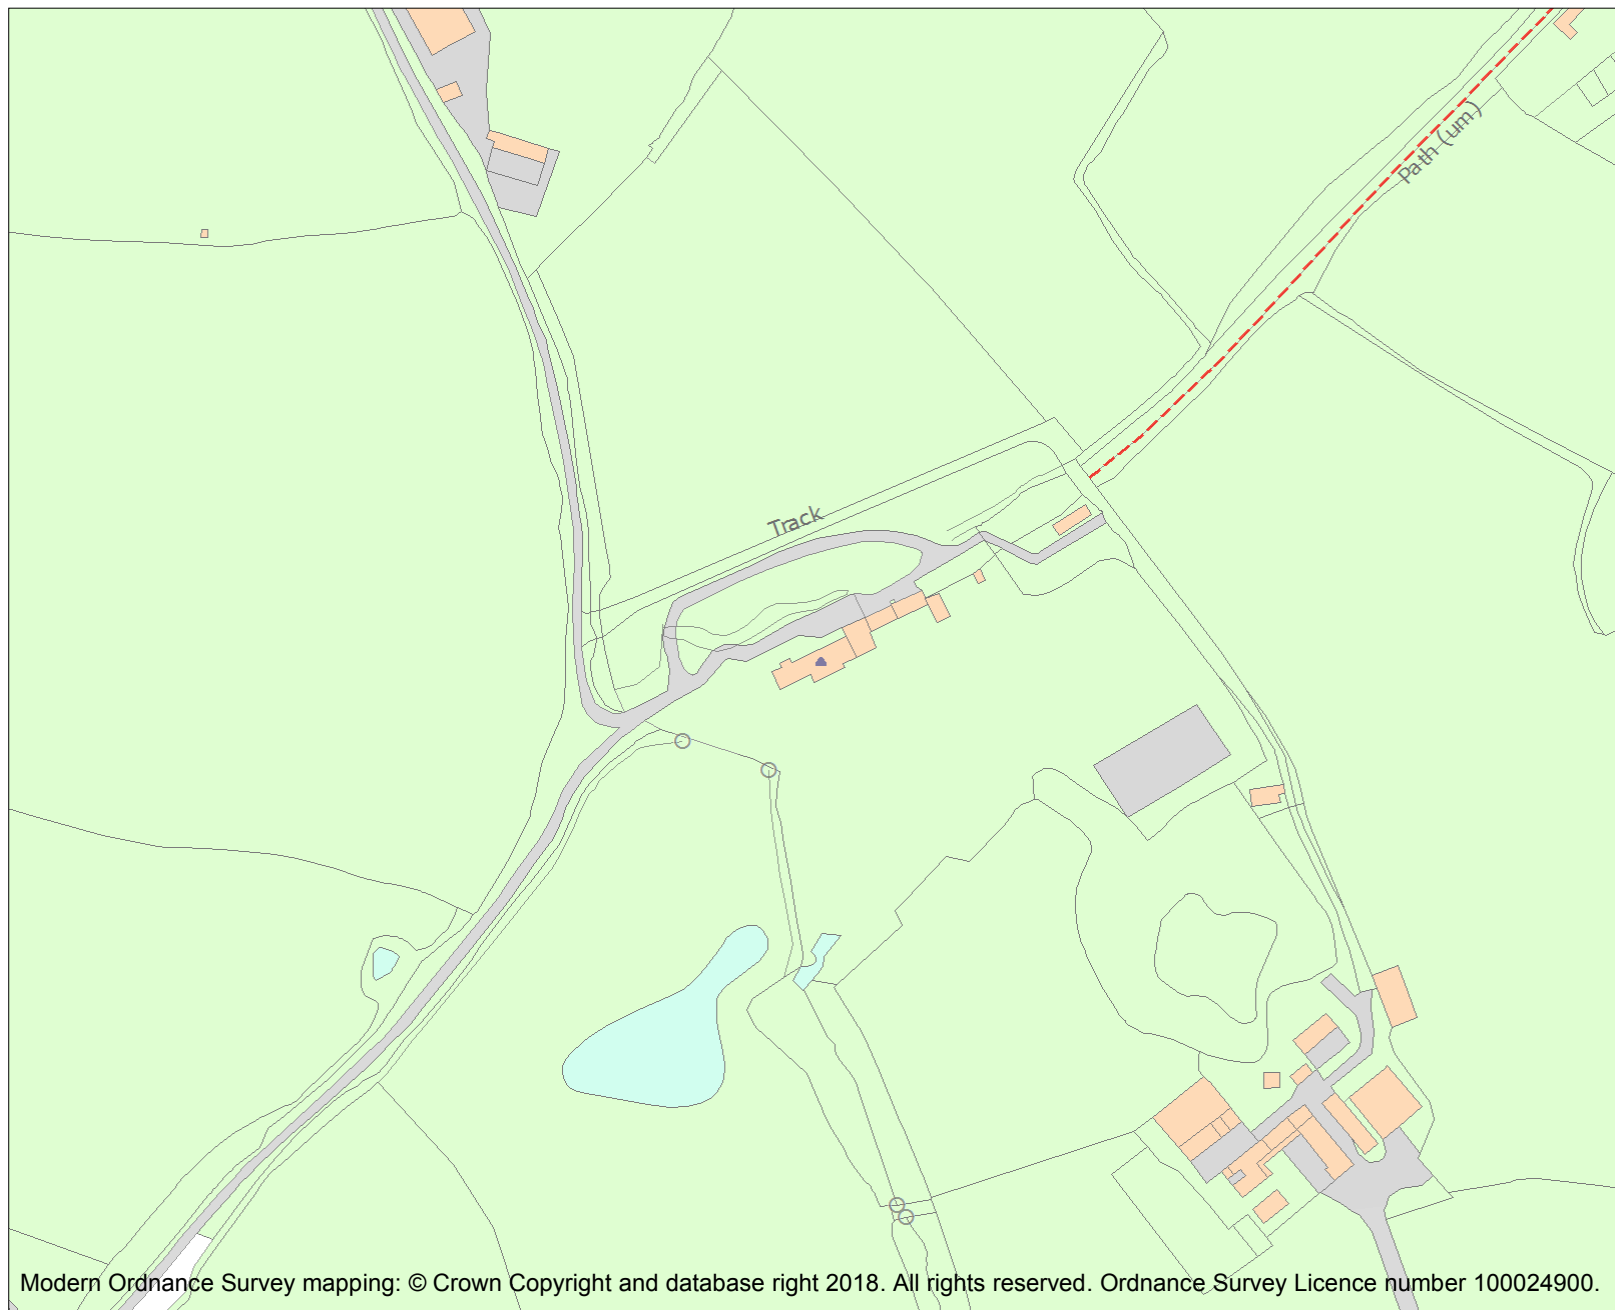 Path (um)
Track
Modern Ordnance Survey mapping: © Crown Copyright and database right 2018. All rights reserved. Ordnance Survey Licence number 100024900.